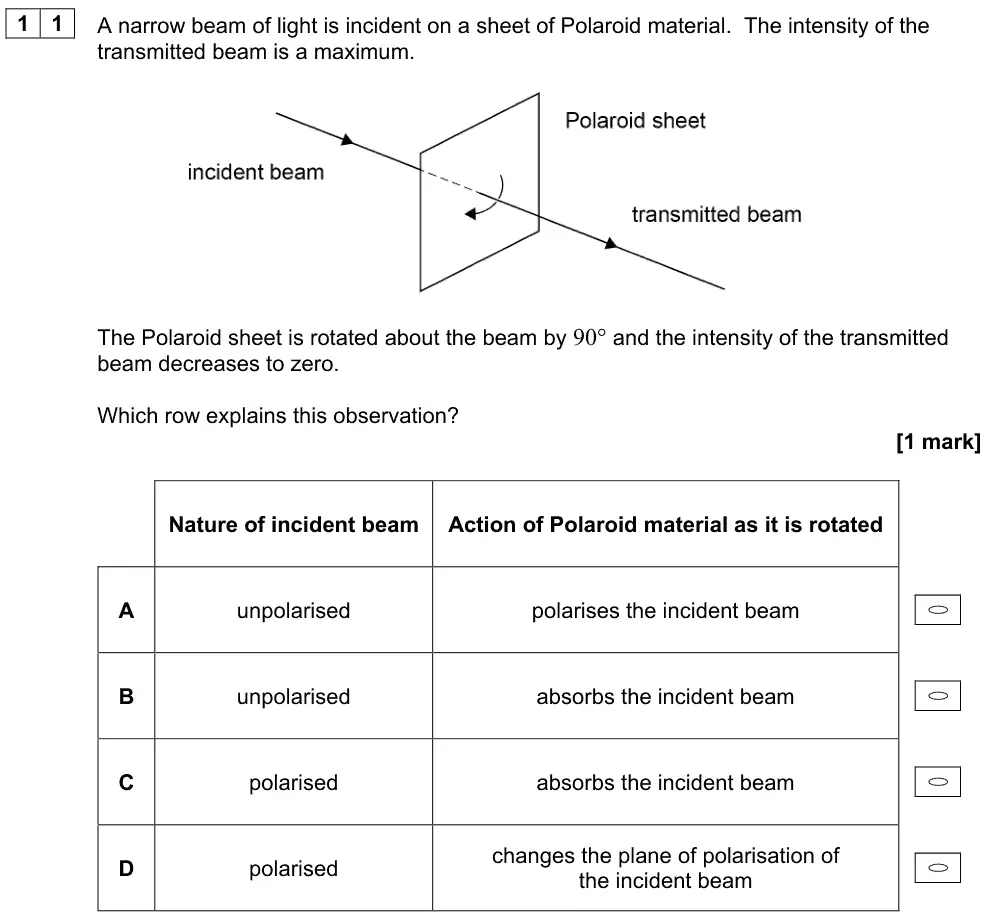 1 1 A narrow beam of light is incident on a sheet of Polaroid material. The intensity of the
transmitted beam is a maximum.
Polaroid sheet
incident beam
transmitted beam
The Polaroid sheet is rotated about the beam by 90° and the intensity of the transmitted
beam decreases to zero.
Which row explains this observation?
[1 mark]
Nature of incident beam Action of Polaroid material as it is rotated
A unpolarised polarises the incident beam
B unpolarised absorbs the incident beam
C polarised absorbs the incident beam
D polarised changes the plane of polarisation of
the incident beam